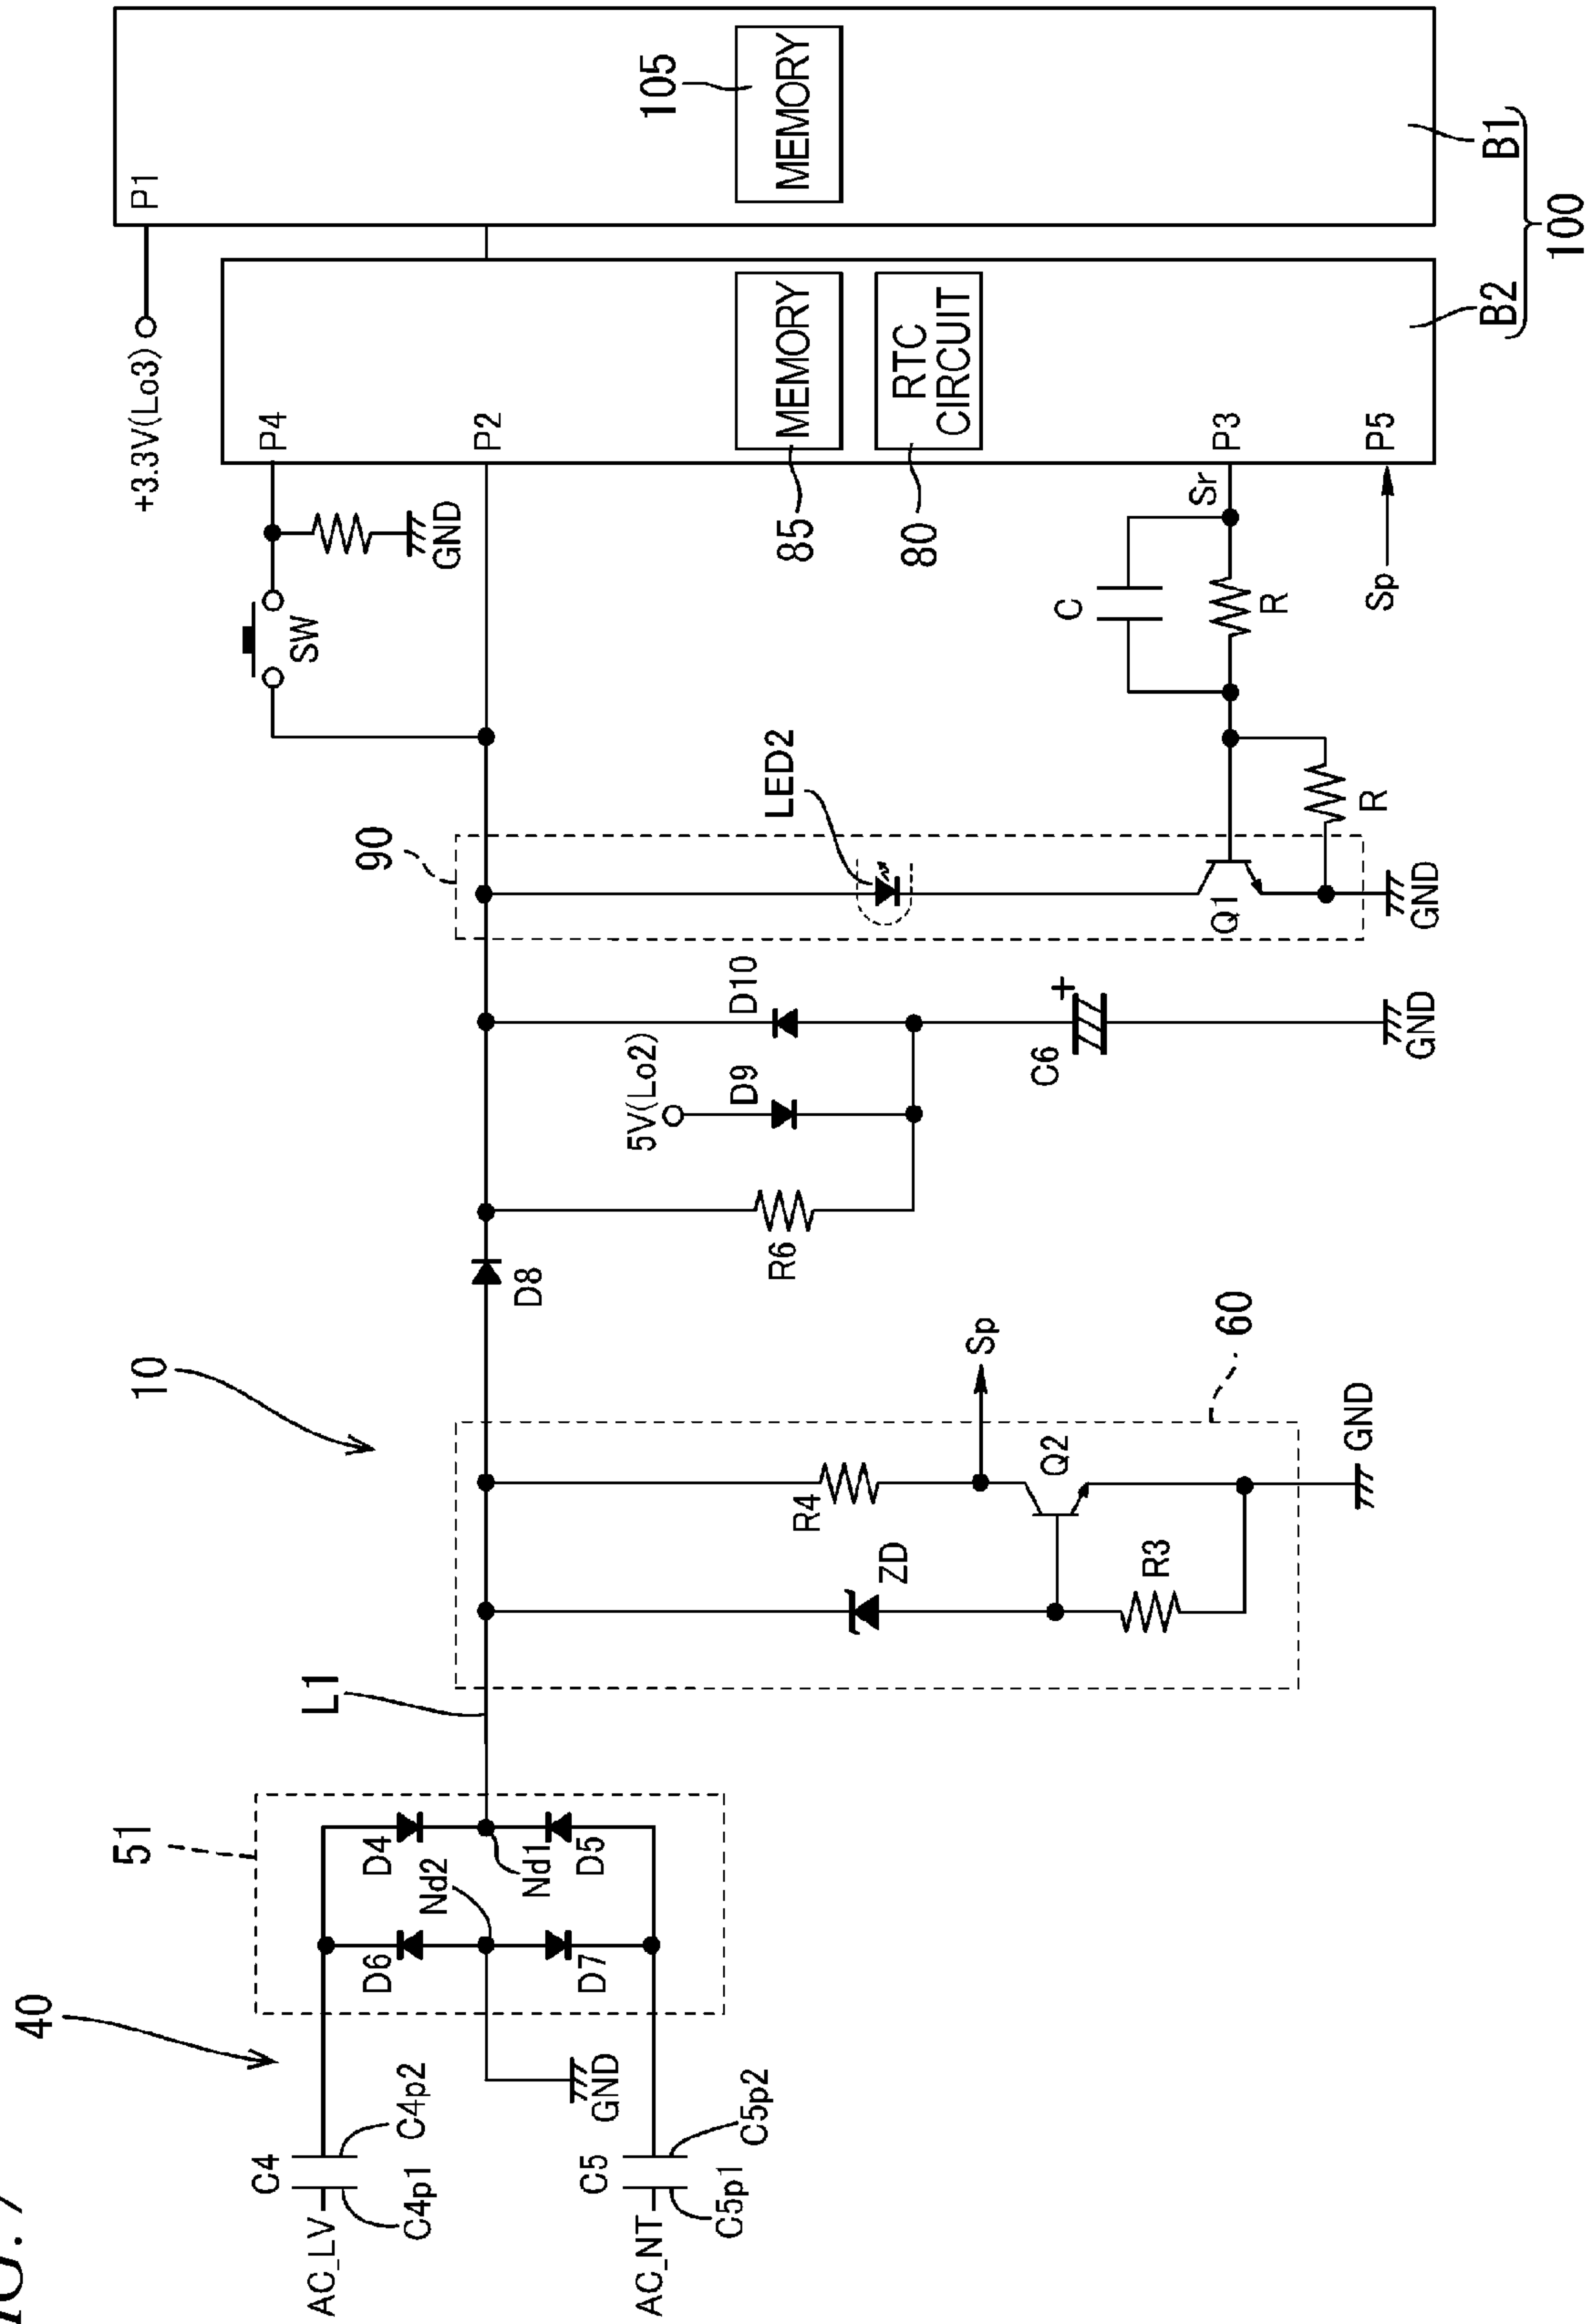 40
10
51
L1
90
+3.3V(Lo3)
P1
P4
P2
SW
GND
105
MEMORY
MEMORY
85
RTC
CIRCUIT
80
P3
Sr
P5
Sp
B2
B1
100
C
R
R
LED2
Q1
GND
D10
D9
5V(Lo2)
R6
C6
+
GND
D8
Sp
60
R4
Q2
ZD
R3
GND
D4
D5
D6
D7
Nd1
Nd2
GND
AC_LV
C4
C4p1
C4p2
AC_NT
C5
C5p1
C5p2